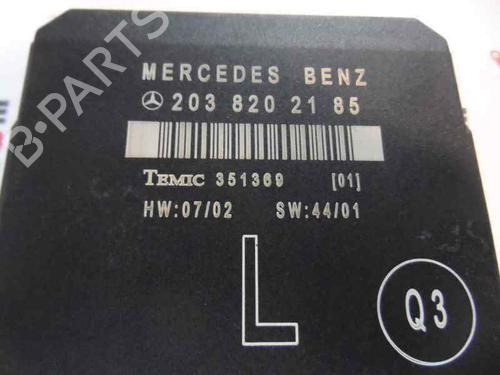 B-PARTS
MERCEDES BENZ
203 820 21 85
TEMIC 351369 [01]
HW:07/02 SW:44/01
L
Q3